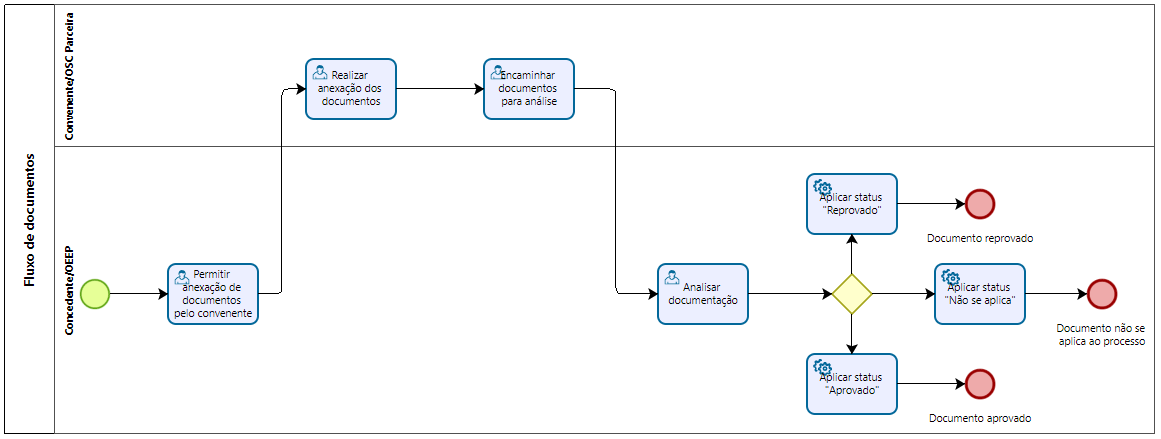 Fluxo de documentos
Convenente/OSC Parceira
Realizar
anexação dos
documentos
Encaminhar
documentos
para análise
Concedente/OEEP
Permitir
anexação de
documentos
pelo convenente
Analisar
documentação
Aplicar status
"Reprovado"
Documento reprovado
Aplicar status
"Não se aplica"
Documento não se
aplica ao processo
Aplicar status
"Aprovado"
Documento aprovado